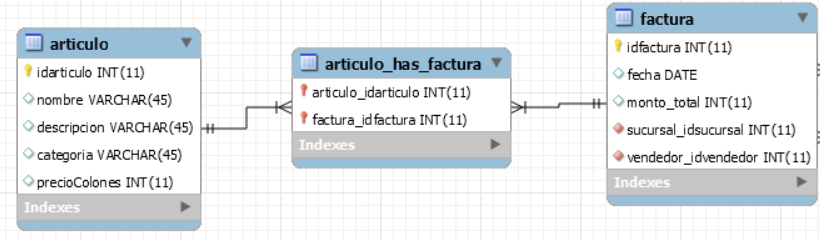 articulo
idarticulo INT(11)
nombre VARCHAR(45)
descripcion VARCHAR(45)
categoria VARCHAR(45)
precioColones INT(11)
Indexes
articulo_has_factura
articulo_idarticulo INT(11)
factura_idfactura INT(11)
Indexes
factura
idfactura INT(11)
fecha DATE
monto_total INT(11)
sucursal_idsucursal INT(11)
vendedor_idvendedor INT(11)
Indexes